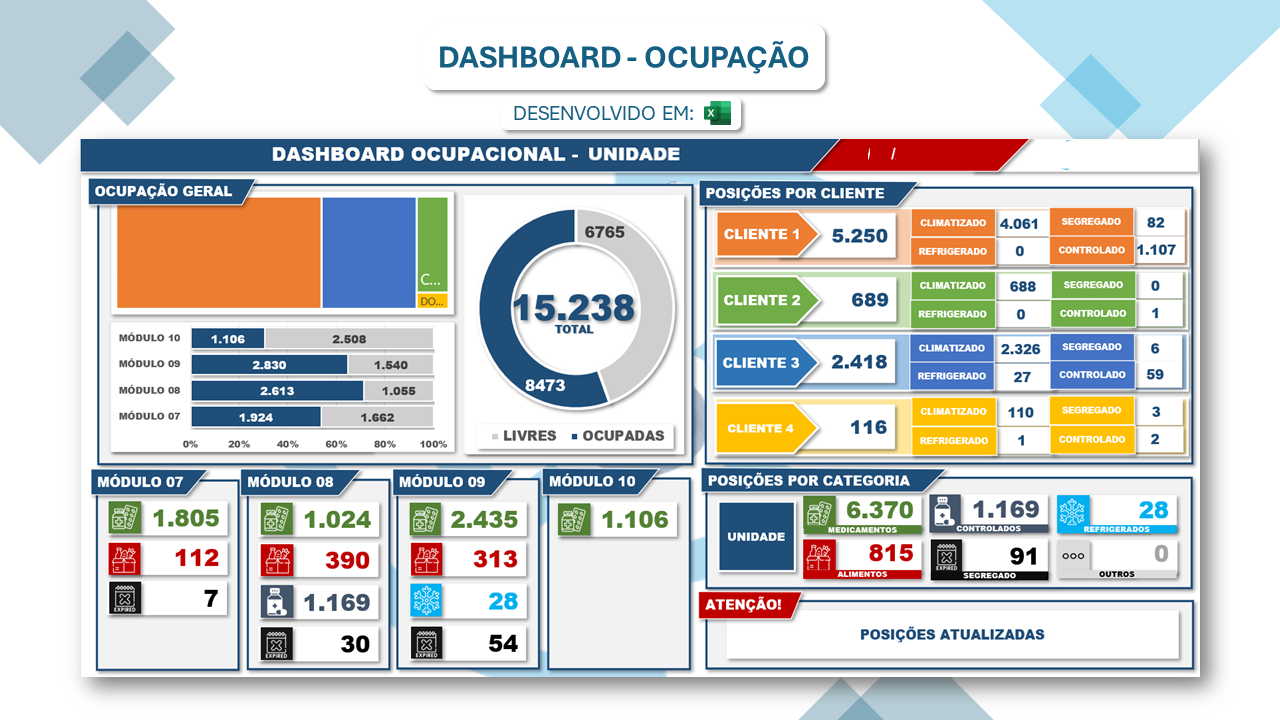 DASHBOARD - OCUPAÇÃO
DESENVOLVIDO EM:
DASHBOARD OCUPACIONAL - UNIDADE
/
OCUPAÇÃO GERAL
C...
DO...
MÓDULO 10 1.106 2.508
MÓDULO 09 2.830 1.540
MÓDULO 08 2.613 1.055
MÓDULO 07 1.924 1.662
0% 20% 40% 60% 80% 100%
6765
15.238
TOTAL
8473
LIVRES OCUPADAS
POSIÇÕES POR CLIENTE
CLIENTE 1 5.250
CLIMATIZADO 4.061 SEGREGADO 82
REFRIGERADO 0 CONTROLADO 1.107
CLIENTE 2 689
CLIMATIZADO 688 SEGREGADO 0
REFRIGERADO 0 CONTROLADO 1
CLIENTE 3 2.418
CLIMATIZADO 2.326 SEGREGADO 6
REFRIGERADO 27 CONTROLADO 59
CLIENTE 4 116
CLIMATIZADO 110 SEGREGADO 3
REFRIGERADO 1 CONTROLADO 2
MÓDULO 07
1.805
112
EXPIRED 7
MÓDULO 08
1.024
390
1.169
EXPIRED 30
MÓDULO 09
2.435
313
28
EXPIRED 54
MÓDULO 10
1.106
POSIÇÕES POR CATEGORIA
UNIDADE
6.370
MEDICAMENTOS
1.169
CONTROLADOS
28
REFRIGERADOS
815
ALIMENTOS
EXPIRED 91
SEGREGADO
0
OUTROS
ATENÇÃO!
POSIÇÕES ATUALIZADAS